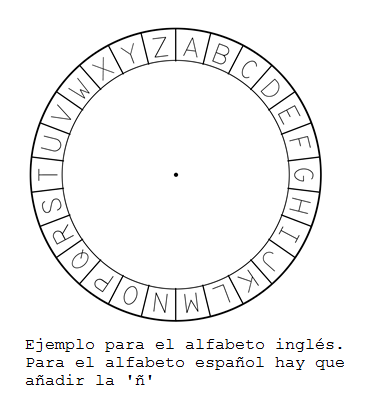 A B C D E F G H I J K L M N O P Q R S T U V W X Y Z
Ejemplo para el alfabeto inglés.
Para el alfabeto español hay que
añadir la 'ñ'